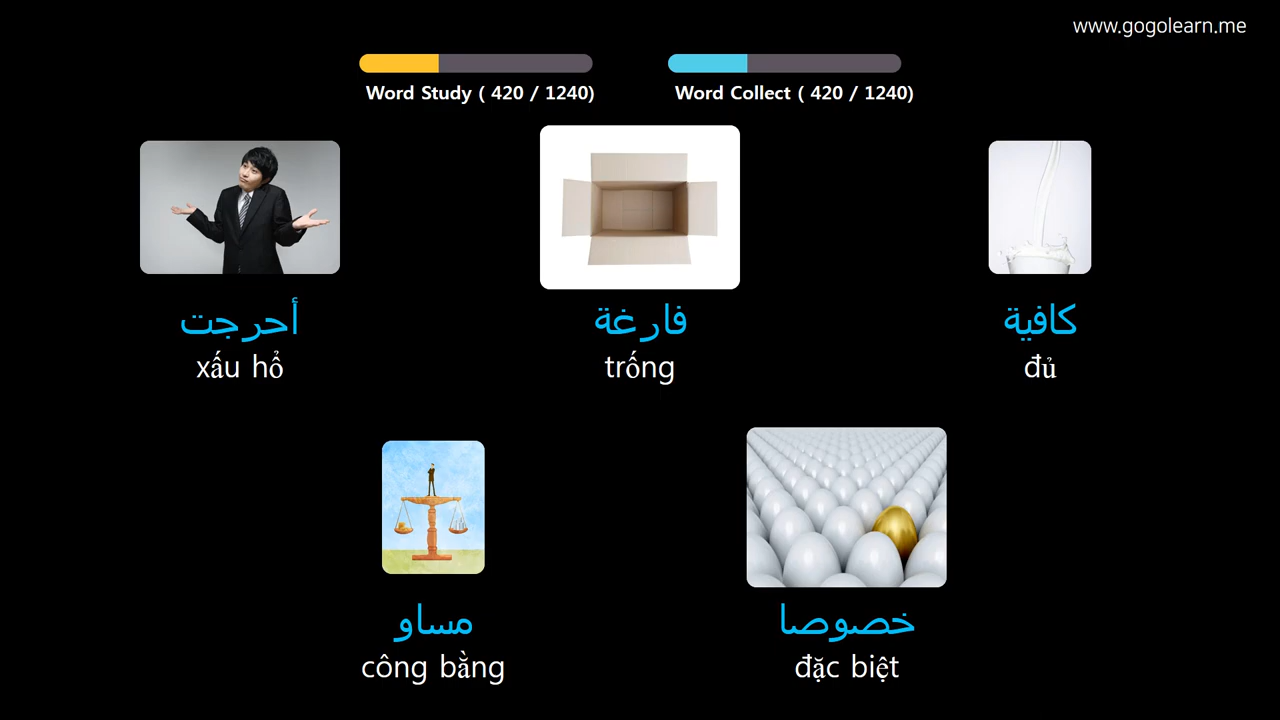 www.gogolearn.me
Word Study ( 420 / 1240)
Word Collect ( 420 / 1240)
أحرجت
xấu hổ
فارغة
trống
كافية
đủ
مساو
công bằng
خصوصا
đặc biệt